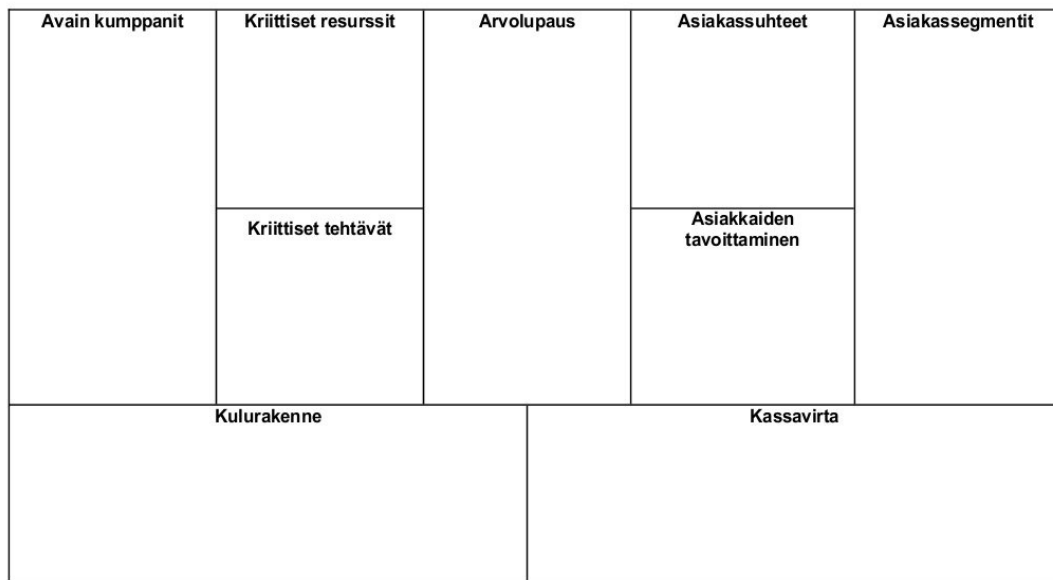 Avain kumppanit
Kriittiset resurssit
Arvolupaus
Asiakassuhteet
Asiakassegmentit
Kriittiset tehtävät
Asiakkaiden
tavoittaminen
Kulurakenne
Kassavirta